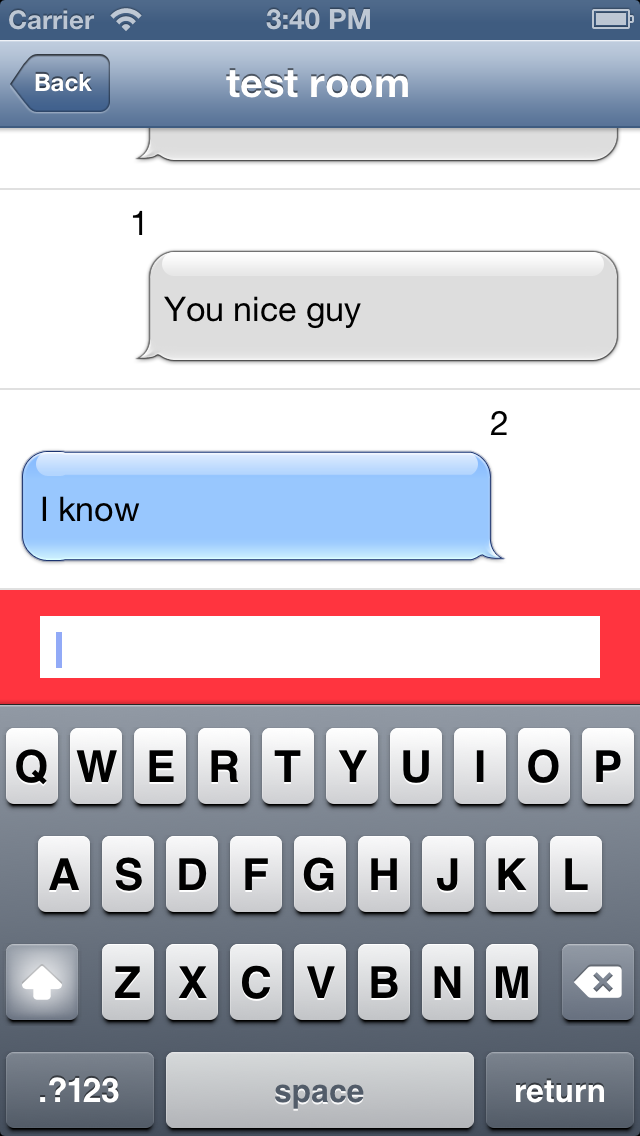 Carrier 3:40 PM
Back test room
1
You nice guy
2
I know
Q W E R T Y U I O P
A S D F G H J K L
Z X C V B N M
.?123 space return